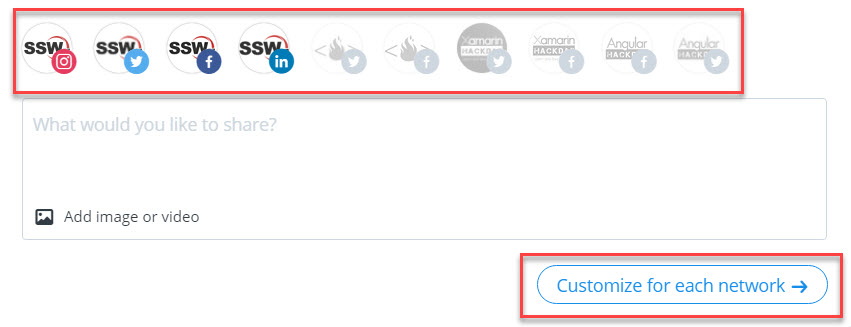 SSW SSW SSW SSW < > < > Xamarin HACKDAY Xamarin HACKDAY Angular HACKDAY Angular HACKDAY
What would you like to share?
Add image or video
Customize for each network →